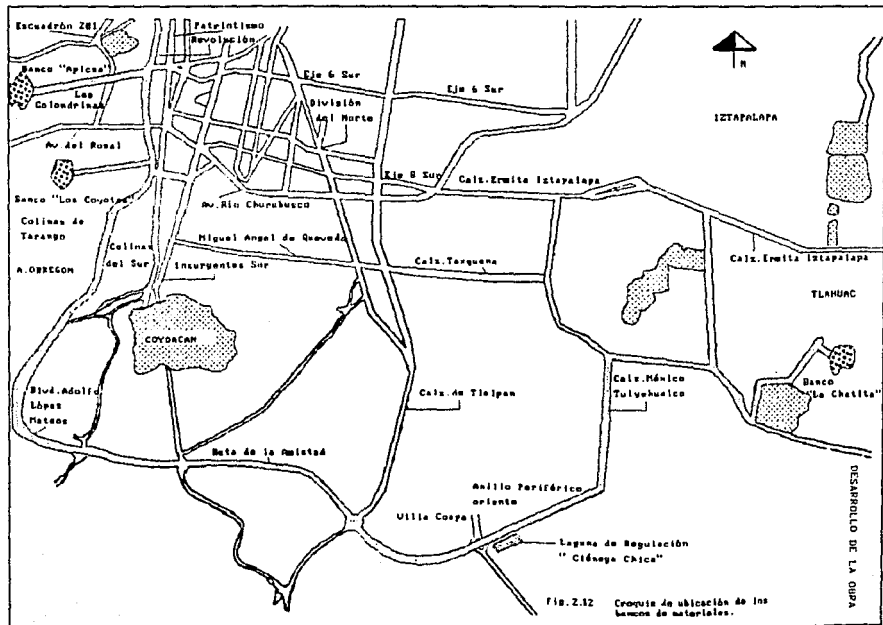 Escuadrón 201
Patriotismo
Revolución
Banco "Apicsa"
Las
Golondrinas
Eje 6 Sur
Eje 6 Sur
División
del Norte
N
IZTAPALAPA
Av. del Rosal
Eje 8 Sur
Calz. Ermita Iztapalapa
Banco "Los Coyotes"
Av. Río Churubusco
Colinas de
Tarango
Colinas
del Sur
Miguel Angel de Quevedo
Insurgentes Sur
Calz. Taxqueña
Calz. Ermita Iztapalapa
A. OBREGON
TLAHUAC
COYOACAN
Banco
"La Chatita"
Blvd. Adolfo
López
Mateos
Calz. de Tlalpan
Calz. México
Tulyehualco
Ruta de la Amistad
Anillo Periférico
oriente
Villa Coapa
Laguna de Regulación
" Ciénega Chica"
Fig. 2.12 Croquis de ubicación de los
bancos de materiales.
DESARROLLO DE LA OBRA